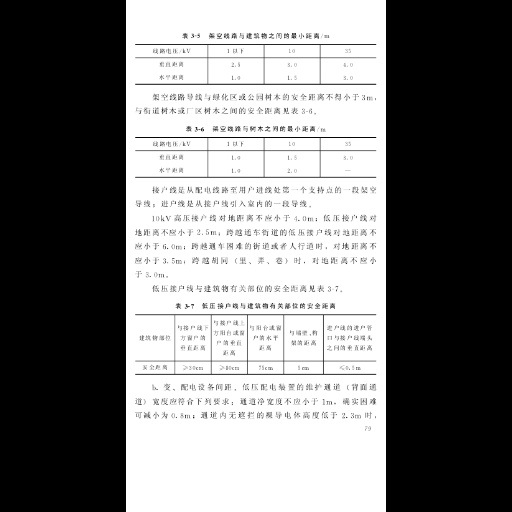 表 3-5 架空线路与建筑物之间的最小距离/m
线路电压/kV 1 以下 10 35
垂直距离 2.5 3.0 4.0
水平距离 1.0 1.5 3.0
架空线路导线与绿化区或公园树木的安全距离不得小于 3m，
与街道树木或厂区树木之间的安全距离见表 3-6。
表 3-6 架空线路与树木之间的最小距离/m
线路电压/kV 1 以下 10 35
垂直距离 1.0 1.5 3.0
水平距离 1.0 2.0 —
接户线是从配电线路至用户进线处第一个支持点的一段架空
导线；进户线是从接户线引入室内的一段导线。
10kV 高压接户线对地距离不应小于 4.0m；低压接户线对
地距离不应小于 2.5m；跨越通车街道的低压接户线对地距离不
应小于 6.0m；跨越通车困难的街道或者人行道时，对地距离不
应小于 3.5m；跨越胡同（里、弄、巷）时，对地距离不应小
于 3.0m。
低压接户线与建筑物有关部位的安全距离见表 3-7。
表 3-7 低压接户线与建筑物有关部位的安全距离
建筑物部位 与接户线下方窗户的垂直距离 与接户线上方阳台或窗户的垂直距离 与阳台或窗户的水平距离 与墙壁、构架的距离 进户线的进户管口与接户线端头之间的垂直距离
安全距离 ≥30cm ≥80cm 75cm 5cm ≤0.5m
b. 变、配电设备间距。低压配电装置的维护通道（背面通
道）宽度应符合下列要求：通道净宽度不应小于 1m，确实困难
可减小为 0.8m；通道内无遮拦的裸导电体高度低于 2.3m 时，
79